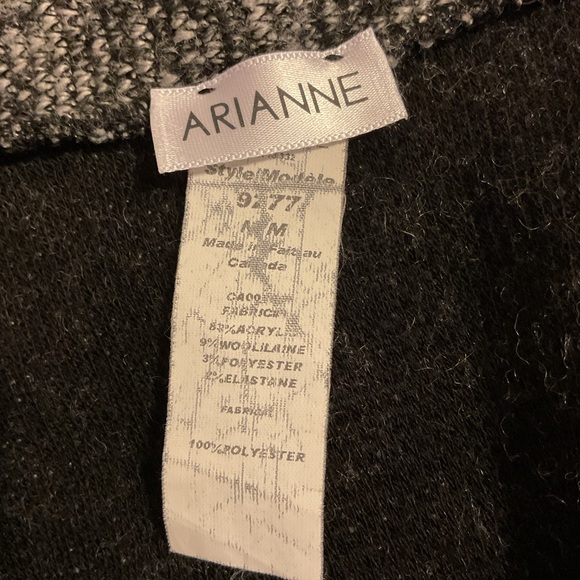 ARIANNE
Style/Modèle
9277
M/M
Made in Fait au
Canada
FABRIC
9%WOOL/LAINE
3%POLYESTER
2%ELASTANE
FABRIC
100%POLYESTER